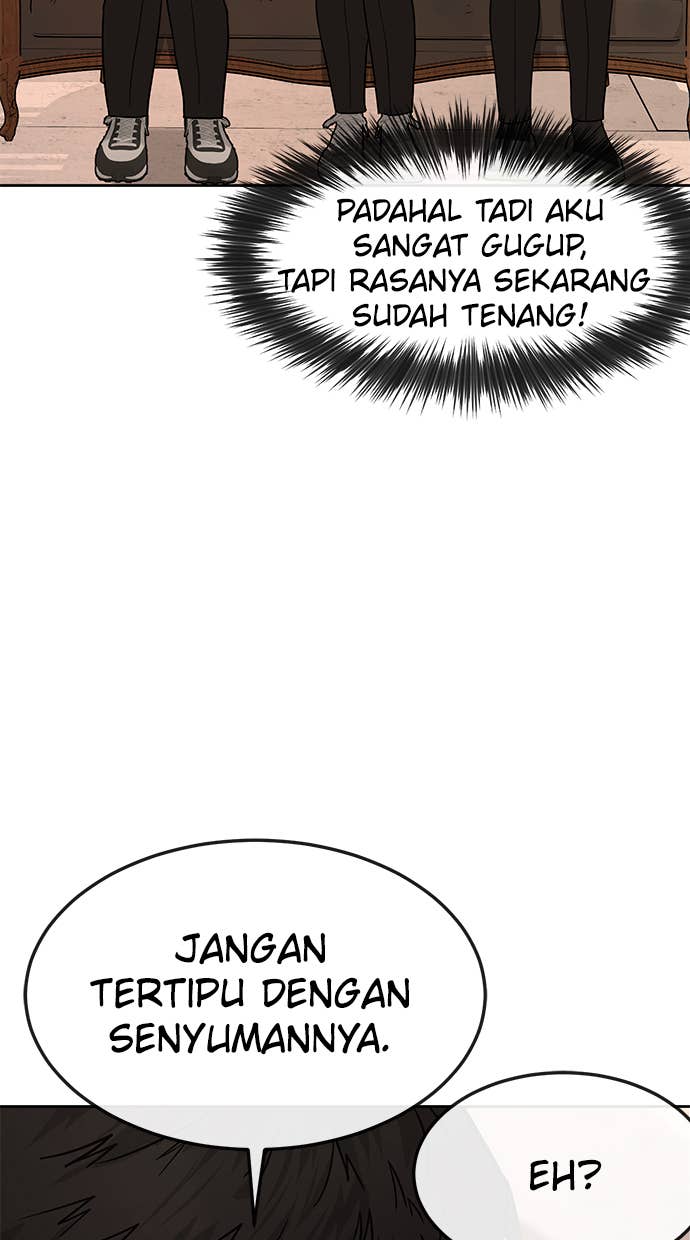 PADAHAL TADI AKU
SANGAT GUGUP,
TAPI RASANYA SEKARANG
SUDAH TENANG!
JANGAN
TERTIPU DENGAN
SENYUMANNYA.
EH?